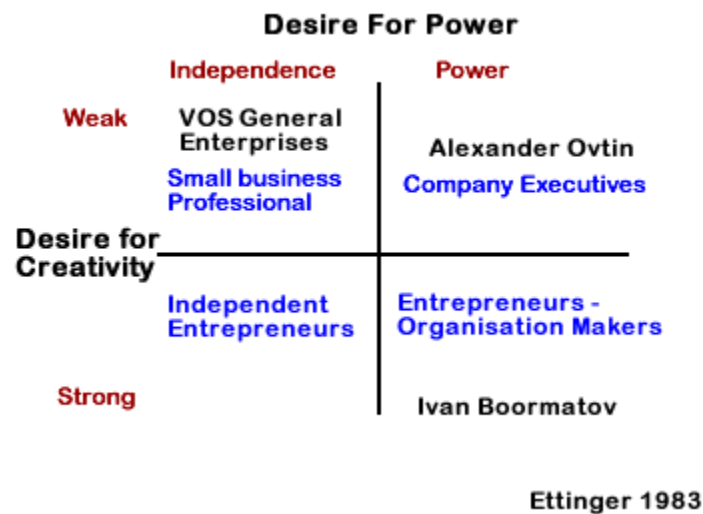 Desire For Power
Independence
Power
Weak
VOS General
Enterprises
Alexander Ovtin
Small business
Professional
Company Executives
Desire for
Creativity
Independent
Entrepreneurs
Entrepreneurs -
Organisation Makers
Strong
Ivan Boormatov
Ettinger 1983